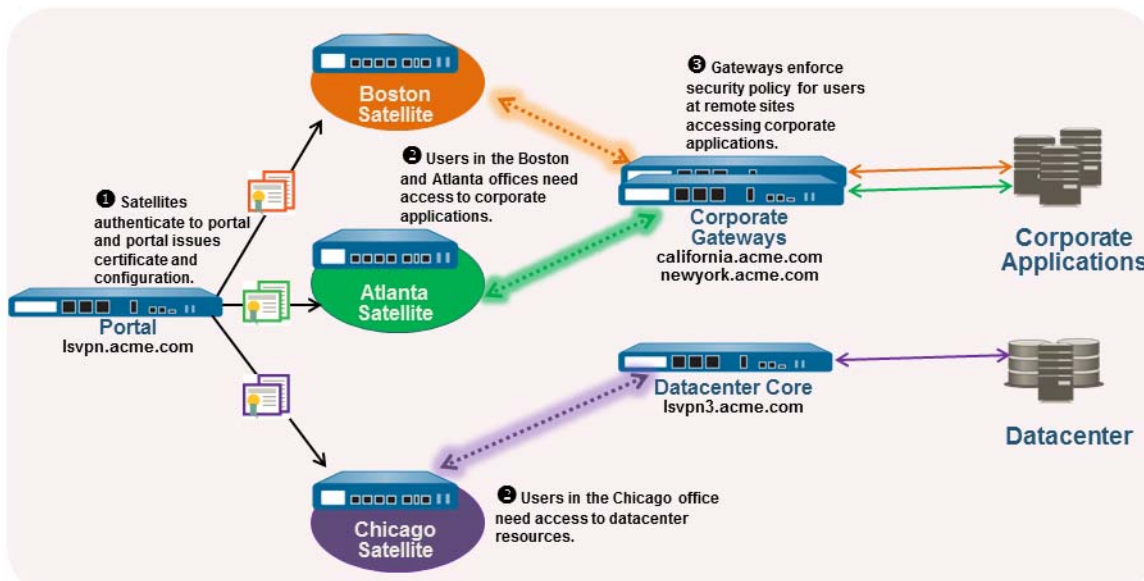 Boston
Satellite
❸ Gateways enforce
security policy for users
at remote sites
accessing corporate
applications.
❷ Users in the Boston
and Atlanta offices need
access to corporate
applications.
❶ Satellites
authenticate to portal
and portal issues
certificate and
configuration.
Corporate
Gateways
california.acme.com
newyork.acme.com
Corporate
Applications
Atlanta
Satellite
Portal
lsvpn.acme.com
Datacenter Core
lsvpn3.acme.com
Datacenter
❷ Users in the Chicago office
need access to datacenter
resources.
Chicago
Satellite